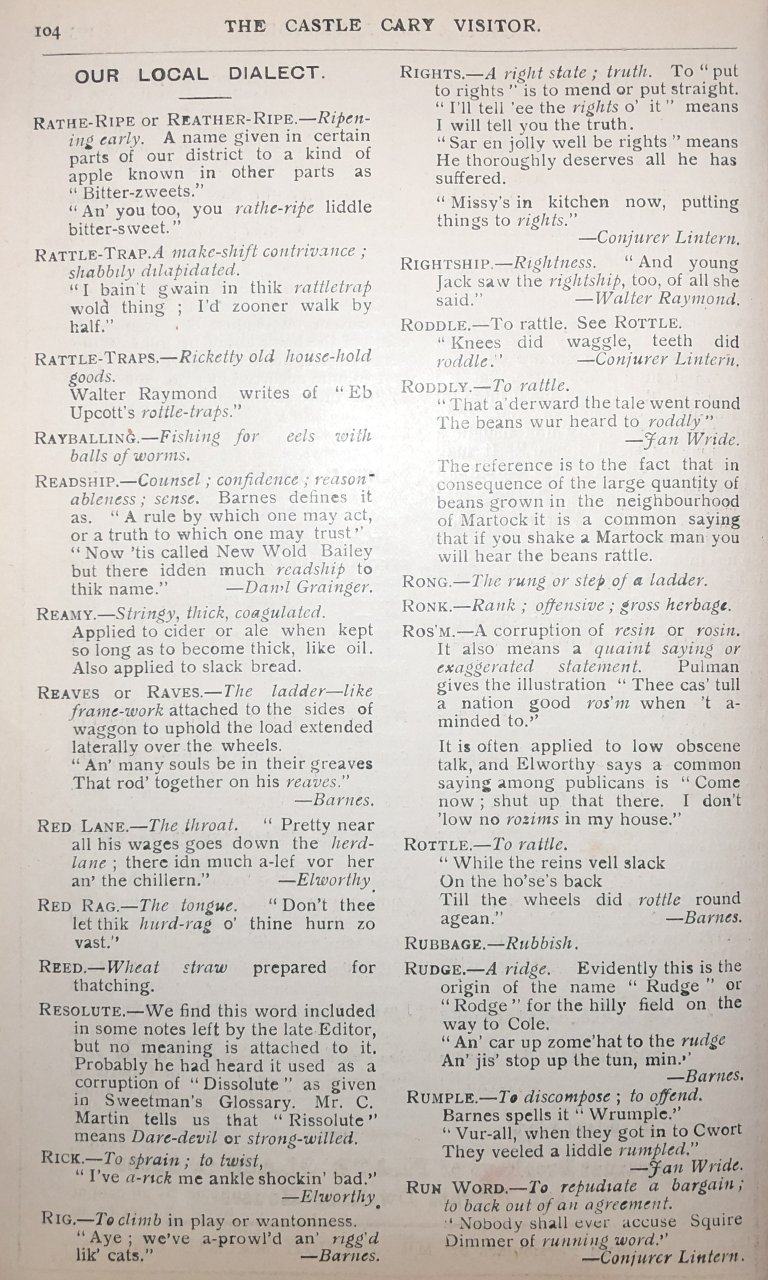 104
THE CASTLE CARY VISITOR.
OUR LOCAL DIALECT.
RATHE-RIPE or REATHER-RIPE.—Ripen-
ing early. A name given in certain
parts of our district to a kind of
apple known in other parts as
“ Bitter-zweets.”
“ An’ you too, you rathe-ripe liddle
bitter-sweet.”
RATTLE-TRAP.A make-shift contrivance ;
shabbily dilapidated.
“ I bain't gwain in thik rattletrap
wold thing ; I'd zooner walk by
half.”
RATTLE-TRAPS.—Ricketty old house-hold
goods.
Walter Raymond writes of “ Eb
Upcott's rottle-traps.”
RAYBALLING.—Fishing for eels with
balls of worms.
READSHIP.—Counsel ; confidence ; reason-
ableness ; sense. Barnes defines it
as. “ A rule by which one may act,
or a truth to which one may trust”
“ Now ’tis called New Wold Bailey
but there idden much readship to
thik name.” —Dan'l Grainger.
REAMY.—Stringy, thick, coagulated.
Applied to cider or ale when kept
so long as to become thick, like oil.
Also applied to slack bread.
REAVES or RAVES.—The ladder—like
frame-work attached to the sides of
waggon to uphold the load extended
laterally over the wheels.
“ An’ many souls be in their greaves
That rod’ together on his reaves.”
—Barnes.
RED LANE.—The throat. “ Pretty near
all his wages goes down the herd-
lane ; there idn much a-lef vor her
an’ the chillern.” —Elworthy.
RED RAG.—The tongue. “ Don't thee
let thik hurd-rag o’ thine hurn zo
vast.”
REED.—Wheat straw prepared for
thatching.
RESOLUTE.—We find this word included
in some notes left by the late Editor,
but no meaning is attached to it.
Probably he had heard it used as a
corruption of “ Dissolute ” as given
in Sweetman's Glossary. Mr. C.
Martin tells us that “ Rissolute ”
means Dare-devil or strong-willed.
RICK.—To sprain ; to twist,
“ I've a-rick me ankle shockin’ bad.”
—Elworthy.
RIG.—To climb in play or wantonness.
“ Aye ; we've a-prowl'd an’ rigg'd
lik’ cats.” —Barnes.
RIGHTS.—A right state ; truth. To “ put
to rights ” is to mend or put straight.
“ I'll tell ’ee the rights o’ it ” means
I will tell you the truth.
“ Sar en jolly well be rights ” means
He thoroughly deserves all he has
suffered.
“ Missy's in kitchen now, putting
things to rights.”
—Conjurer Lintern.
RIGHTSHIP.—Rightness. “ And young
Jack saw the rightship, too, of all she
said.” —Walter Raymond.
RODDLE.—To rattle. See ROTTLE.
“ Knees did waggle, teeth did
roddle.” —Conjurer Lintern.
RODDLY.—To rattle.
“ That a'derward the tale went round
The beans wur heard to roddly ”
—Jan Wride.
The reference is to the fact that in
consequence of the large quantity of
beans grown in the neighbourhood
of Martock it is a common saying
that if you shake a Martock man you
will hear the beans rattle.
RONG.—The rung or step of a ladder.
RONK.—Rank ; offensive ; gross herbage.
ROS'M.—A corruption of resin or rosin.
It also means a quaint saying or
exaggerated statement. Pulman
gives the illustration “ Thee cas’ tull
a nation good ros'm when ’t a-
minded to.”
It is often applied to low obscene
talk, and Elworthy says a common
saying among publicans is “ Come
now ; shut up that there. I don't
’low no rozims in my house.”
ROTTLE.—To rattle.
“ While the reins vell slack
On the ho'se's back
Till the wheels did rottle round
agean.” —Barnes.
RUBBAGE.—Rubbish.
RUDGE.—A ridge. Evidently this is the
origin of the name “ Rudge ” or
“ Rodge ” for the hilly field on the
way to Cole.
“ An’ car up zome'hat to the rudge
An’ jis’ stop up the tun, min.”
—Barnes.
RUMPLE.—To discompose ; to offend.
Barnes spells it “ Wrumple.”
“ Vur-all, when they got in to Cwort
They veeled a liddle rumpled.”
—Jan Wride.
RUN WORD.—To repudiate a bargain ;
to back out of an agreement.
“ Nobody shall ever accuse Squire
Dimmer of running word.”
—Conjurer Lintern.